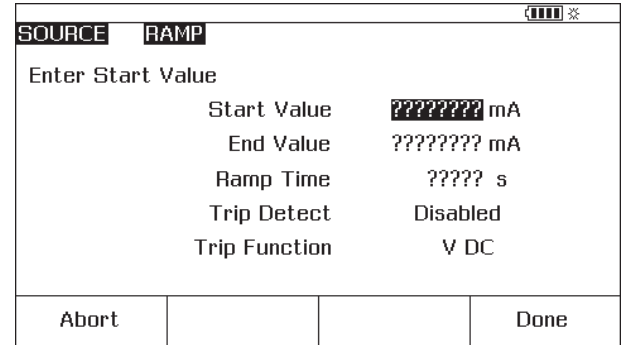 SOURCE RAMP
Enter Start Value
Start Value ???????? mA
End Value ???????? mA
Ramp Time ????? s
Trip Detect Disabled
Trip Function V DC
Abort Done